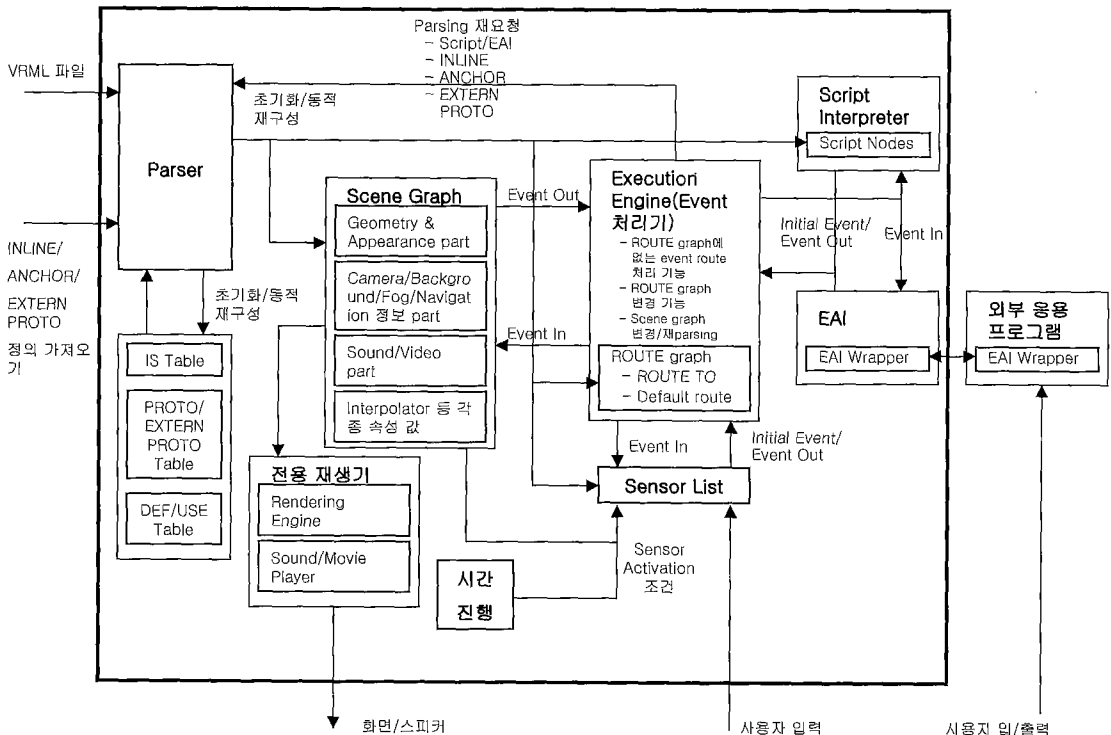 Parsing 재요청
- Script/EAI
- INLINE
- ANCHOR
- EXTERN
PROTO
VRML 파일
초기화/동적
재구성
Parser
Script
Interpreter
Script Nodes
INLINE/
ANCHOR/
EXTERN
PROTO
정의 가져오
기
초기화/동적
재구성
IS Table
PROTO/
EXTERN
PROTO
Table
DEF/USE
Table
Scene Graph
Geometry &
Appearance part
Camera/Backgro
und/Fog/Navigat
ion 정보 part
Sound/Video
part
Interpolator 등 각
종 속성 값
Event Out
Event In
Execution
Engine(Event
처리기)
- ROUTE graph에
없는 event route
처리 기능
- ROUTE graph
변경 기능
- Scene graph
변경/재parsing
ROUTE graph
- ROUTE TO
- Default route
Initial Event/
Event Out
Event In
EAI
EAI Wrapper
외부 응용
프로그램
EAI Wrapper
Event In
Initial Event/
Event Out
Sensor List
전용 재생기
Rendering
Engine
Sound/Movie
Player
시간
진행
Sensor
Activation
조건
화면/스피커
사용자 입력
사용자 입/출력